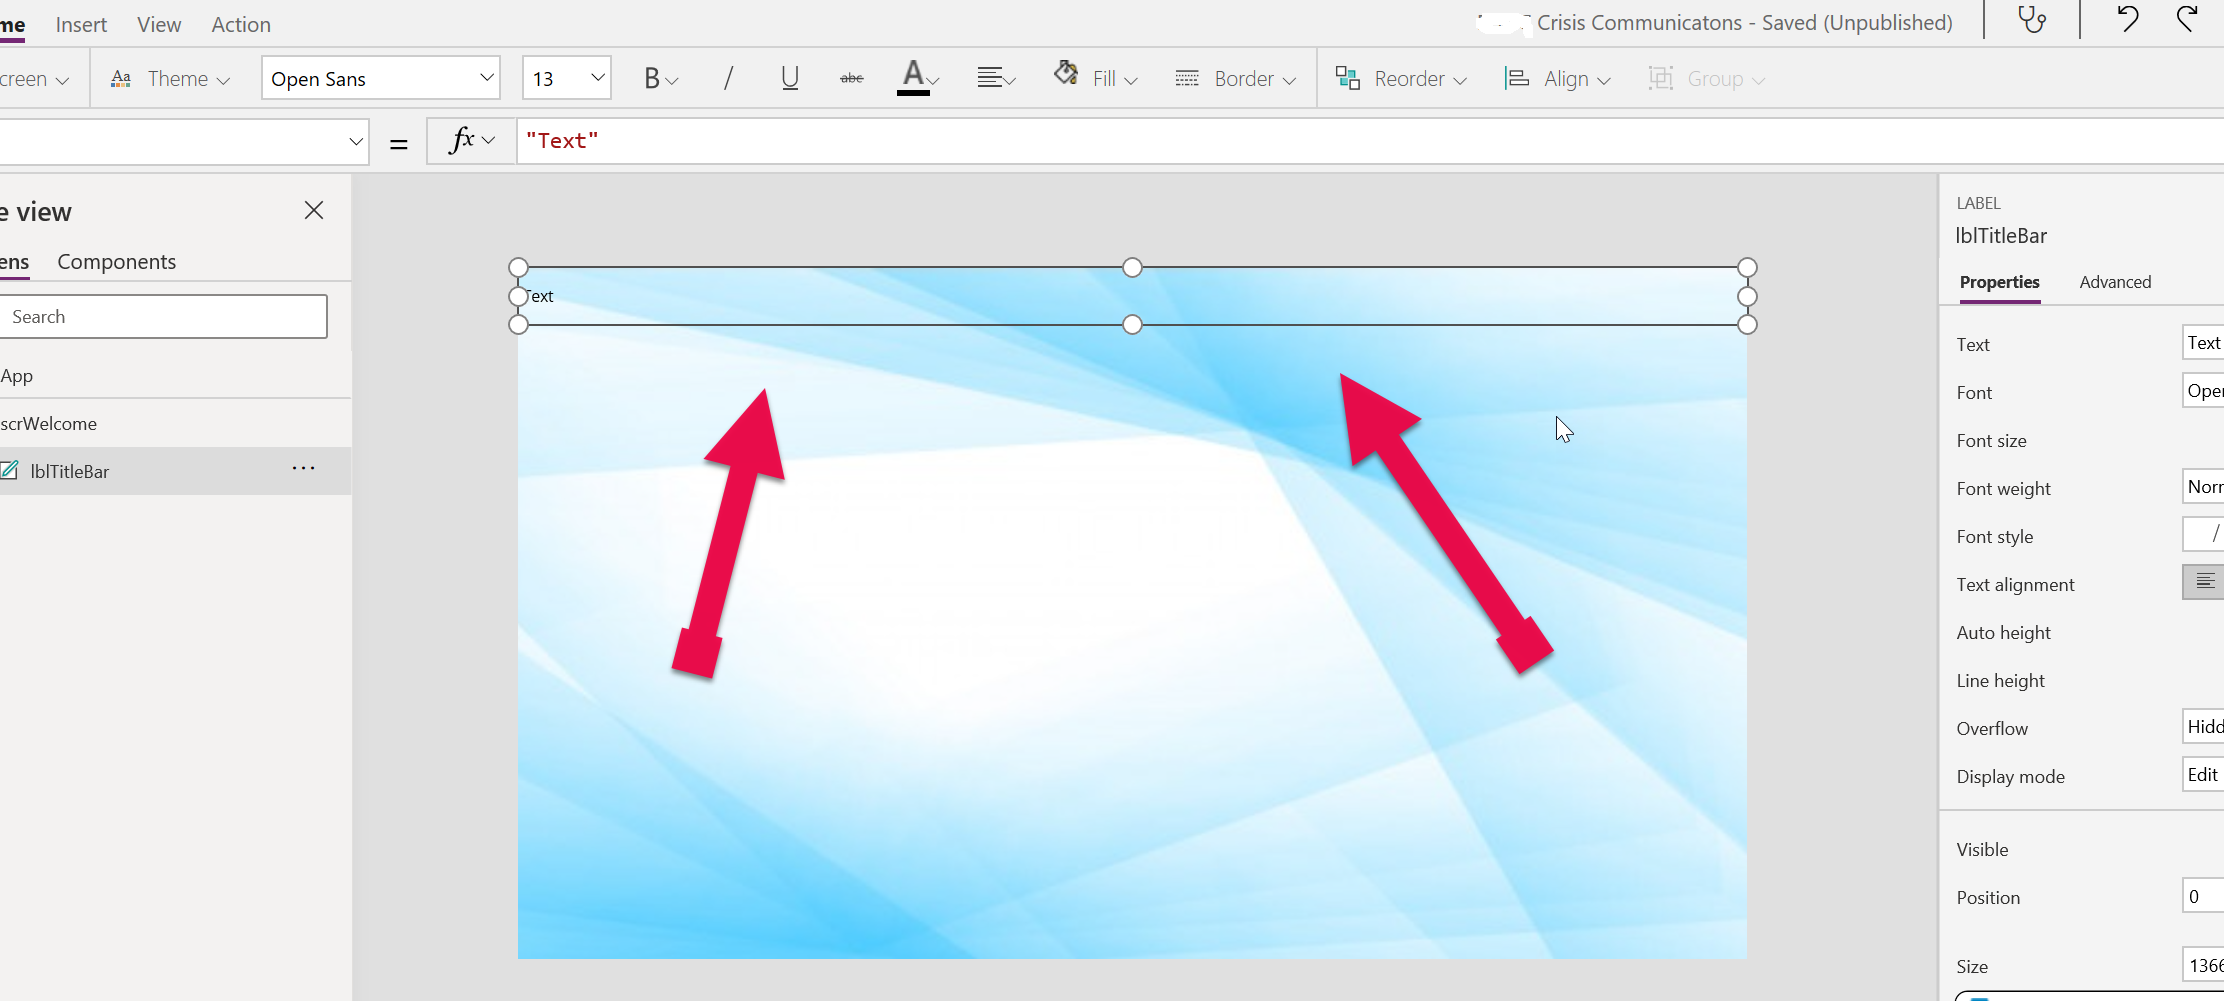 me Insert View Action Crisis Communicatons - Saved (Unpublished)
creen Aa Theme Open Sans 13 B / U abc A Fill Border Reorder Align Group
= fx "Text"
e view
ens Components
Search
App
scrWelcome
lblTitleBar ...
Text
LABEL
lblTitleBar
Properties Advanced
Text Text
Font Oper
Font size
Font weight Norr
Font style /
Text alignment
Auto height
Line height
Overflow Hidd
Display mode Edit
Visible
Position 0
Size 1366